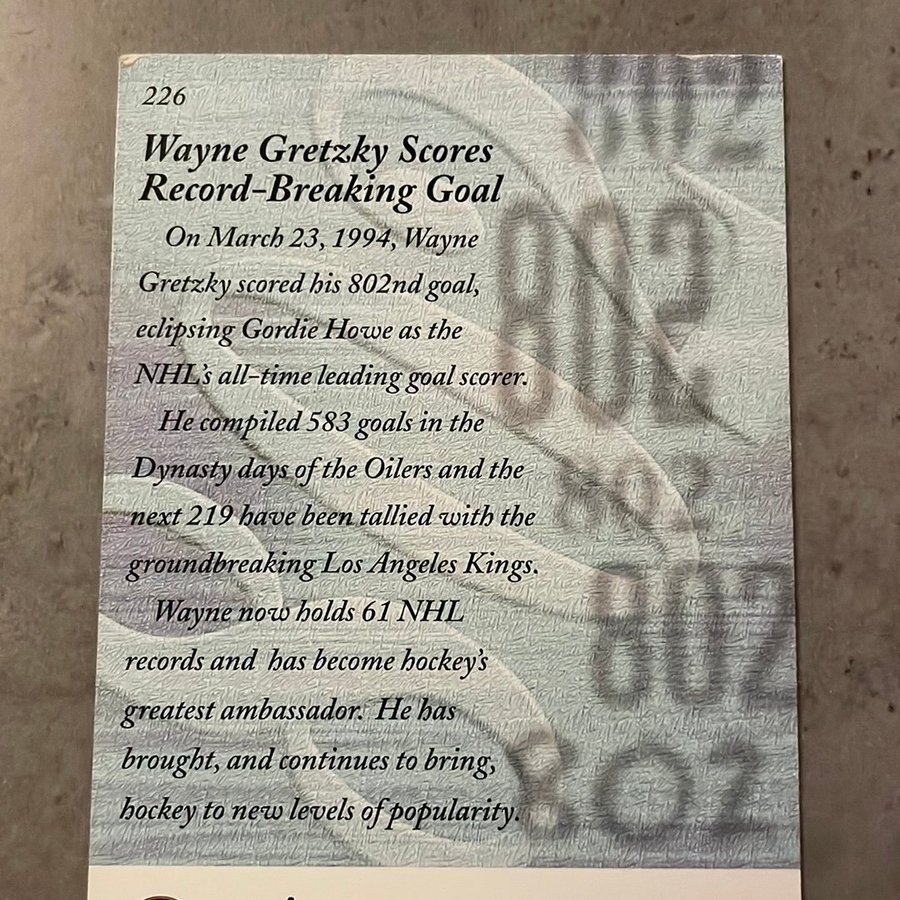 226
Wayne Gretzky Scores
Record-Breaking Goal
On March 23, 1994, Wayne
Gretzky scored his 802nd goal,
eclipsing Gordie Howe as the
NHL's all-time leading goal scorer.
He compiled 583 goals in the
Dynasty days of the Oilers and the
next 219 have been tallied with the
groundbreaking Los Angeles Kings.
Wayne now holds 61 NHL
records and has become hockey's
greatest ambassador. He has
brought, and continues to bring,
hockey to new levels of popularity.
802
802
802
802
802